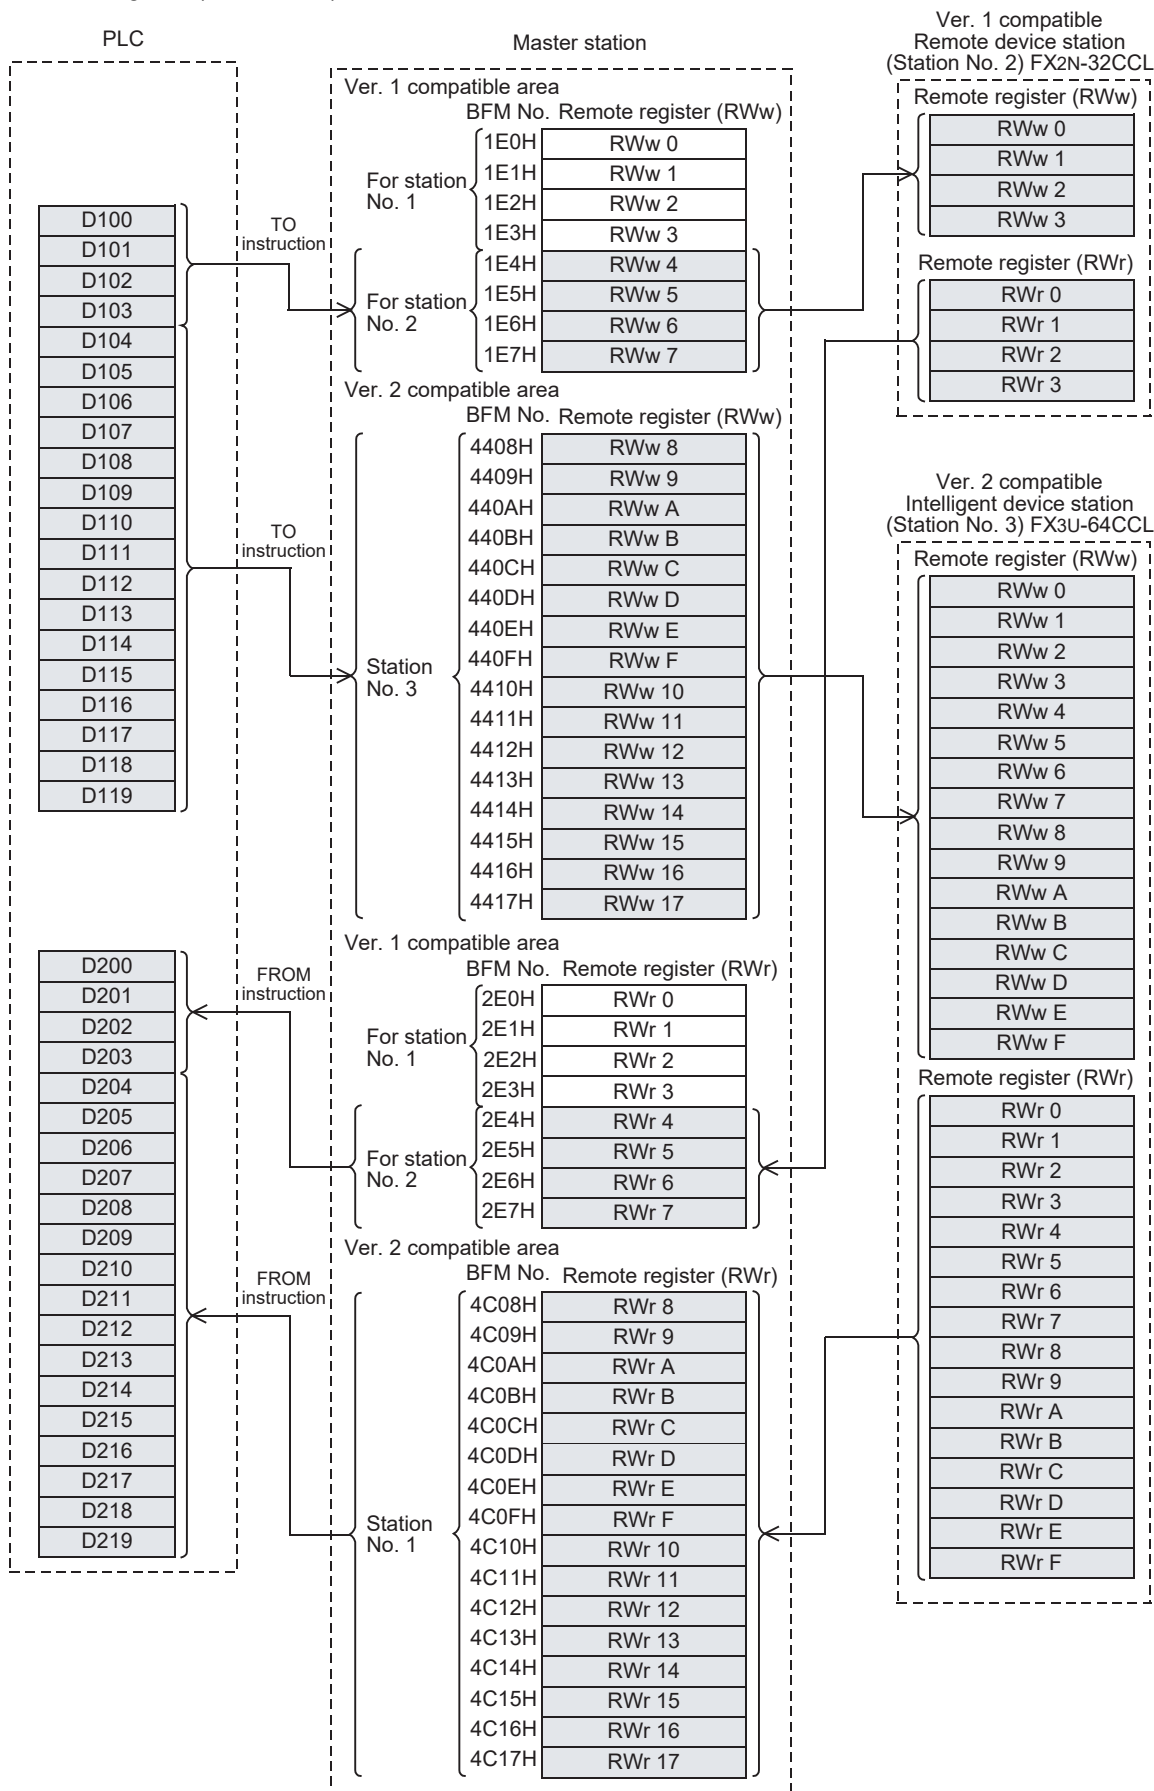 PLC
D100
D101
D102
D103
D104
D105
D106
D107
D108
D109
D110
D111
D112
D113
D114
D115
D116
D117
D118
D119
D200
D201
D202
D203
D204
D205
D206
D207
D208
D209
D210
D211
D212
D213
D214
D215
D216
D217
D218
D219
TO
instruction
TO
instruction
FROM
instruction
FROM
instruction
Master station
Ver. 1 compatible area
BFM No. Remote register (RWw)
For station
No. 1
1E0H RWw 0
1E1H RWw 1
1E2H RWw 2
1E3H RWw 3
For station
No. 2
1E4H RWw 4
1E5H RWw 5
1E6H RWw 6
1E7H RWw 7
Ver. 2 compatible area
BFM No. Remote register (RWw)
Station
No. 3
4408H RWw 8
4409H RWw 9
440AH RWw A
440BH RWw B
440CH RWw C
440DH RWw D
440EH RWw E
440FH RWw F
4410H RWw 10
4411H RWw 11
4412H RWw 12
4413H RWw 13
4414H RWw 14
4415H RWw 15
4416H RWw 16
4417H RWw 17
Ver. 1 compatible area
BFM No. Remote register (RWr)
For station
No. 1
2E0H RWr 0
2E1H RWr 1
2E2H RWr 2
2E3H RWr 3
For station
No. 2
2E4H RWr 4
2E5H RWr 5
2E6H RWr 6
2E7H RWr 7
Ver. 2 compatible area
BFM No. Remote register (RWr)
Station
No. 1
4C08H RWr 8
4C09H RWr 9
4C0AH RWr A
4C0BH RWr B
4C0CH RWr C
4C0DH RWr D
4C0EH RWr E
4C0FH RWr F
4C10H RWr 10
4C11H RWr 11
4C12H RWr 12
4C13H RWr 13
4C14H RWr 14
4C15H RWr 15
4C16H RWr 16
4C17H RWr 17
Ver. 1 compatible
Remote device station
(Station No. 2) FX2N-32CCL
Remote register (RWw)
RWw 0
RWw 1
RWw 2
RWw 3
Remote register (RWr)
RWr 0
RWr 1
RWr 2
RWr 3
Ver. 2 compatible
Intelligent device station
(Station No. 3) FX3U-64CCL
Remote register (RWw)
RWw 0
RWw 1
RWw 2
RWw 3
RWw 4
RWw 5
RWw 6
RWw 7
RWw 8
RWw 9
RWw A
RWw B
RWw C
RWw D
RWw E
RWw F
Remote register (RWr)
RWr 0
RWr 1
RWr 2
RWr 3
RWr 4
RWr 5
RWr 6
RWr 7
RWr 8
RWr 9
RWr A
RWr B
RWr C
RWr D
RWr E
RWr F